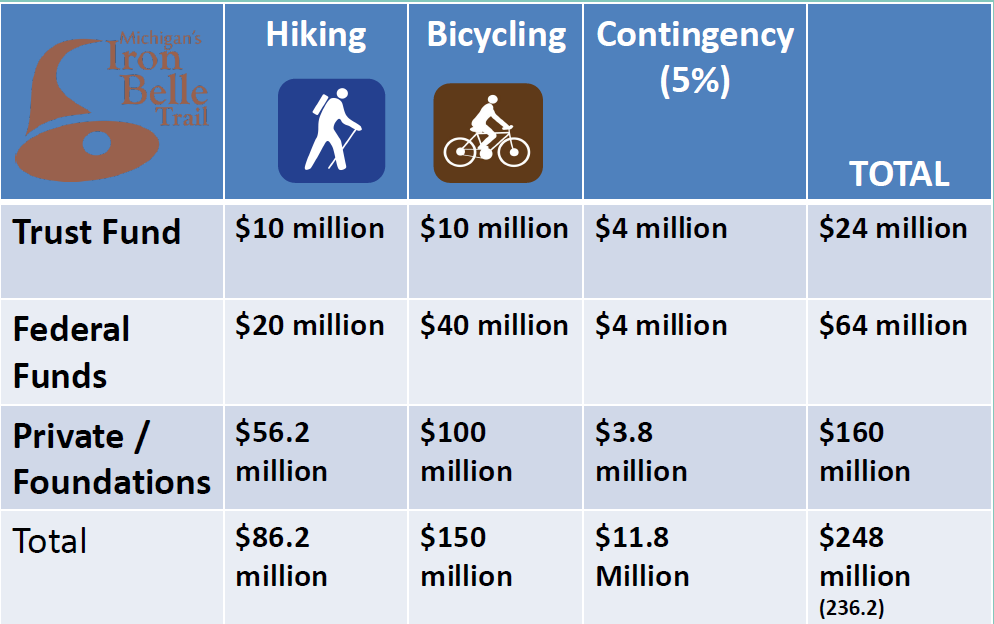 Michigan's
Iron
Belle
Trail
Hiking
Bicycling
Contingency
(5%)
TOTAL
Trust Fund
$10 million
$10 million
$4 million
$24 million
Federal
Funds
$20 million
$40 million
$4 million
$64 million
Private /
Foundations
$56.2
million
$100
million
$3.8
million
$160
million
Total
$86.2
million
$150
million
$11.8
Million
$248
million
(236.2)